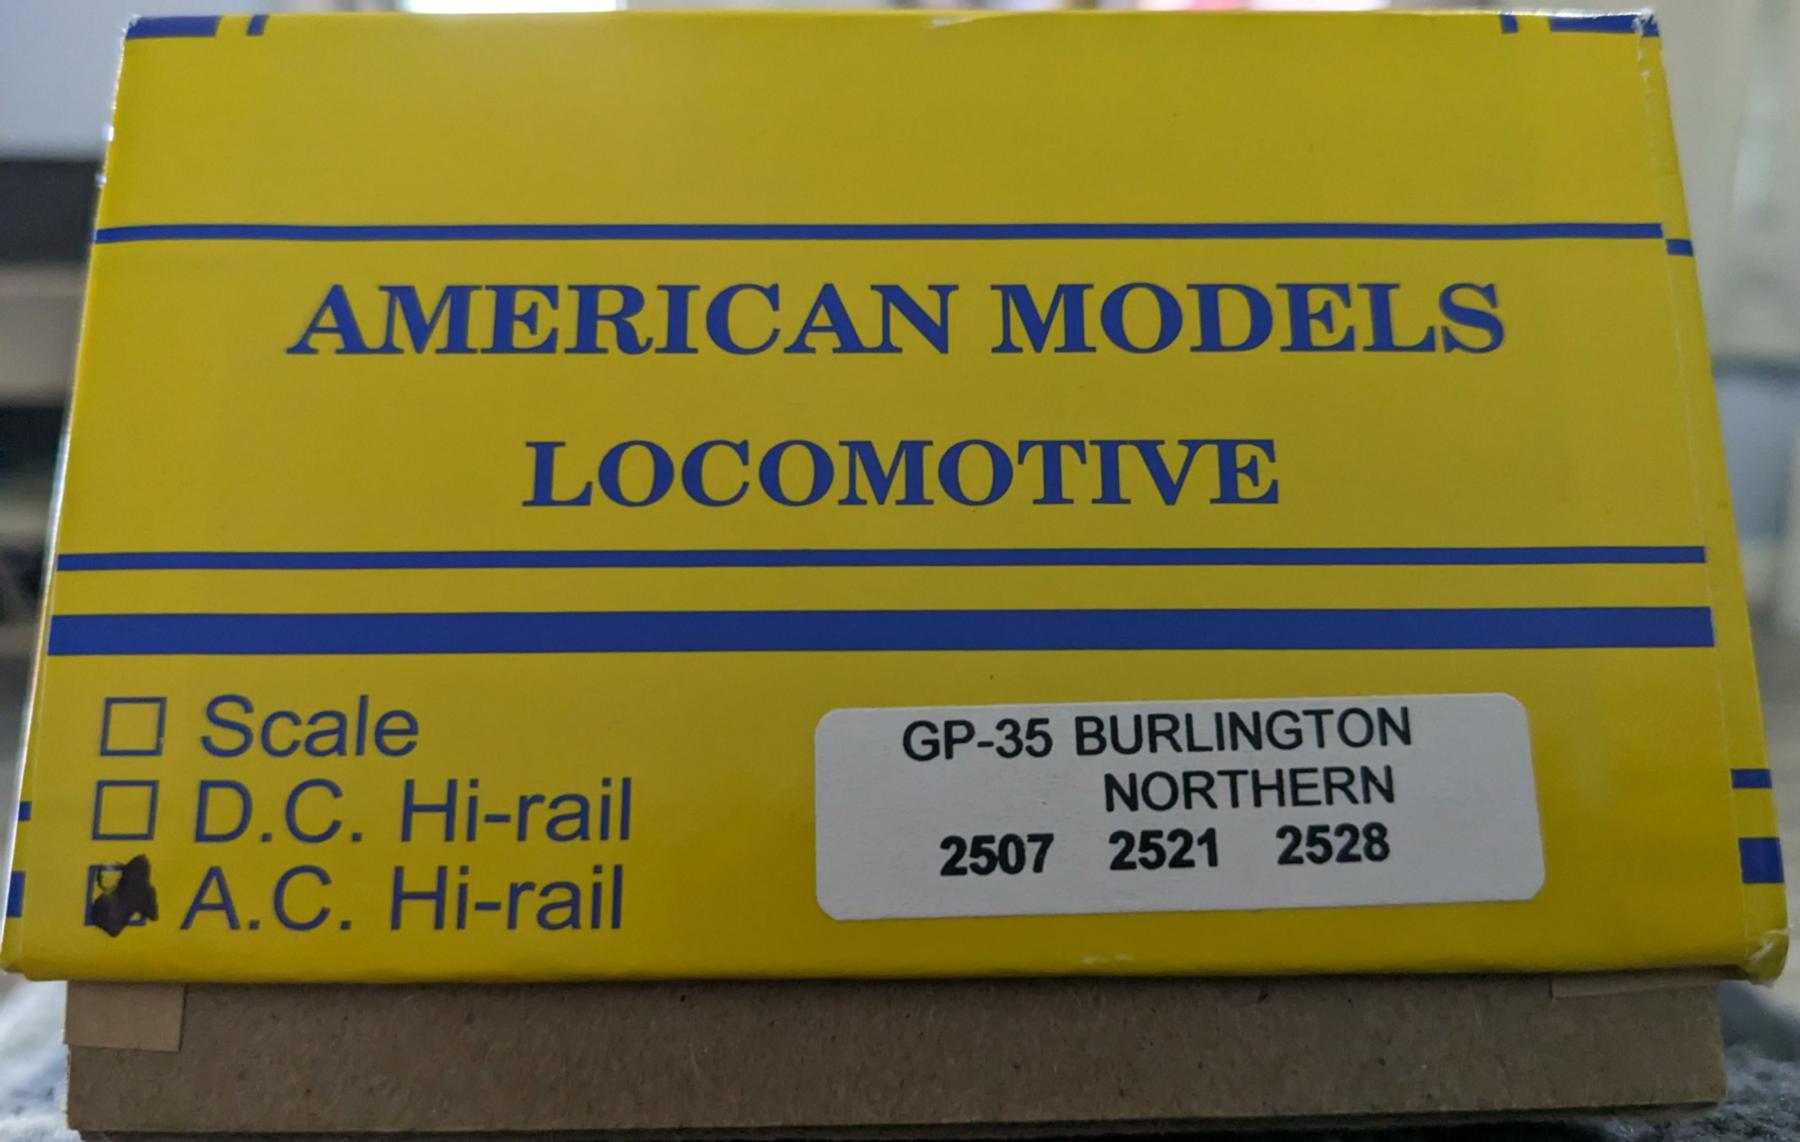 AMERICAN MODELS
LOCOMOTIVE
Scale
D.C. Hi-rail
A.C. Hi-rail
GP-35 BURLINGTON
NORTHERN
2507 2521 2528